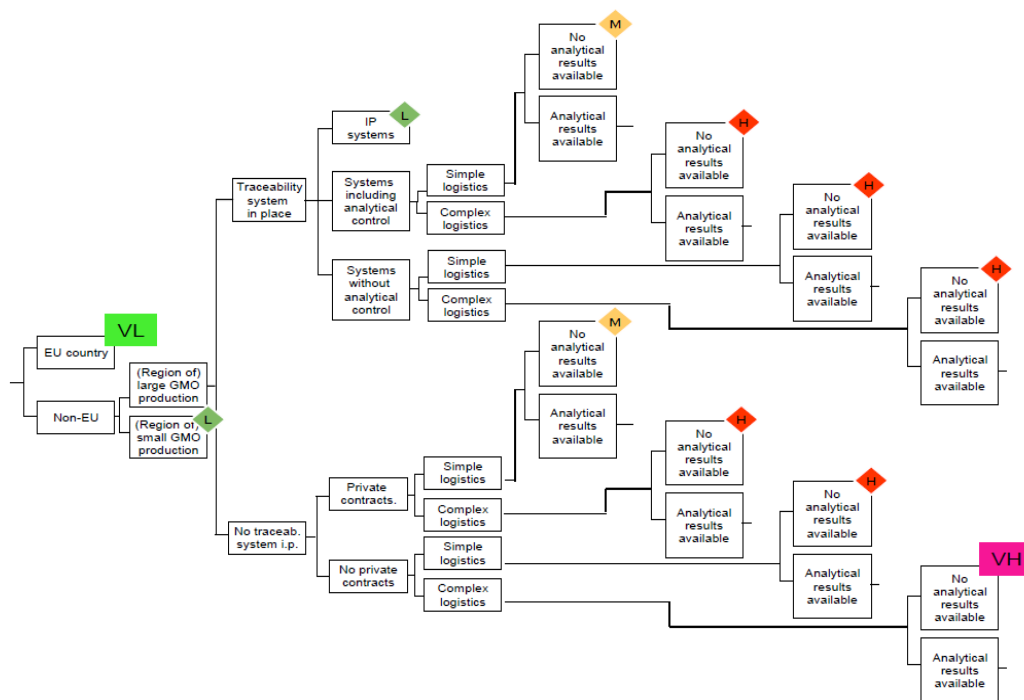 M
No
analytical
results
available
Analytical
results
available
L
IP
systems
H
No
analytical
results
available
Analytical
results
available
Traceability
system
in place
Systems
including
analytical
control
Simple
logistics
Complex
logistics
H
No
analytical
results
available
Analytical
results
available
Systems
without
analytical
control
Simple
logistics
Complex
logistics
H
No
analytical
results
available
Analytical
results
available
VL
EU country
Non-EU
(Region of)
large GMO
production
L
(Region of)
small GMO
production
M
No
analytical
results
available
Analytical
results
available
H
No
analytical
results
available
Analytical
results
available
No traceab.
system i.p.
Private
contracts.
Simple
logistics
Complex
logistics
H
No
analytical
results
available
Analytical
results
available
No private
contracts
Simple
logistics
Complex
logistics
VH
No
analytical
results
available
Analytical
results
available